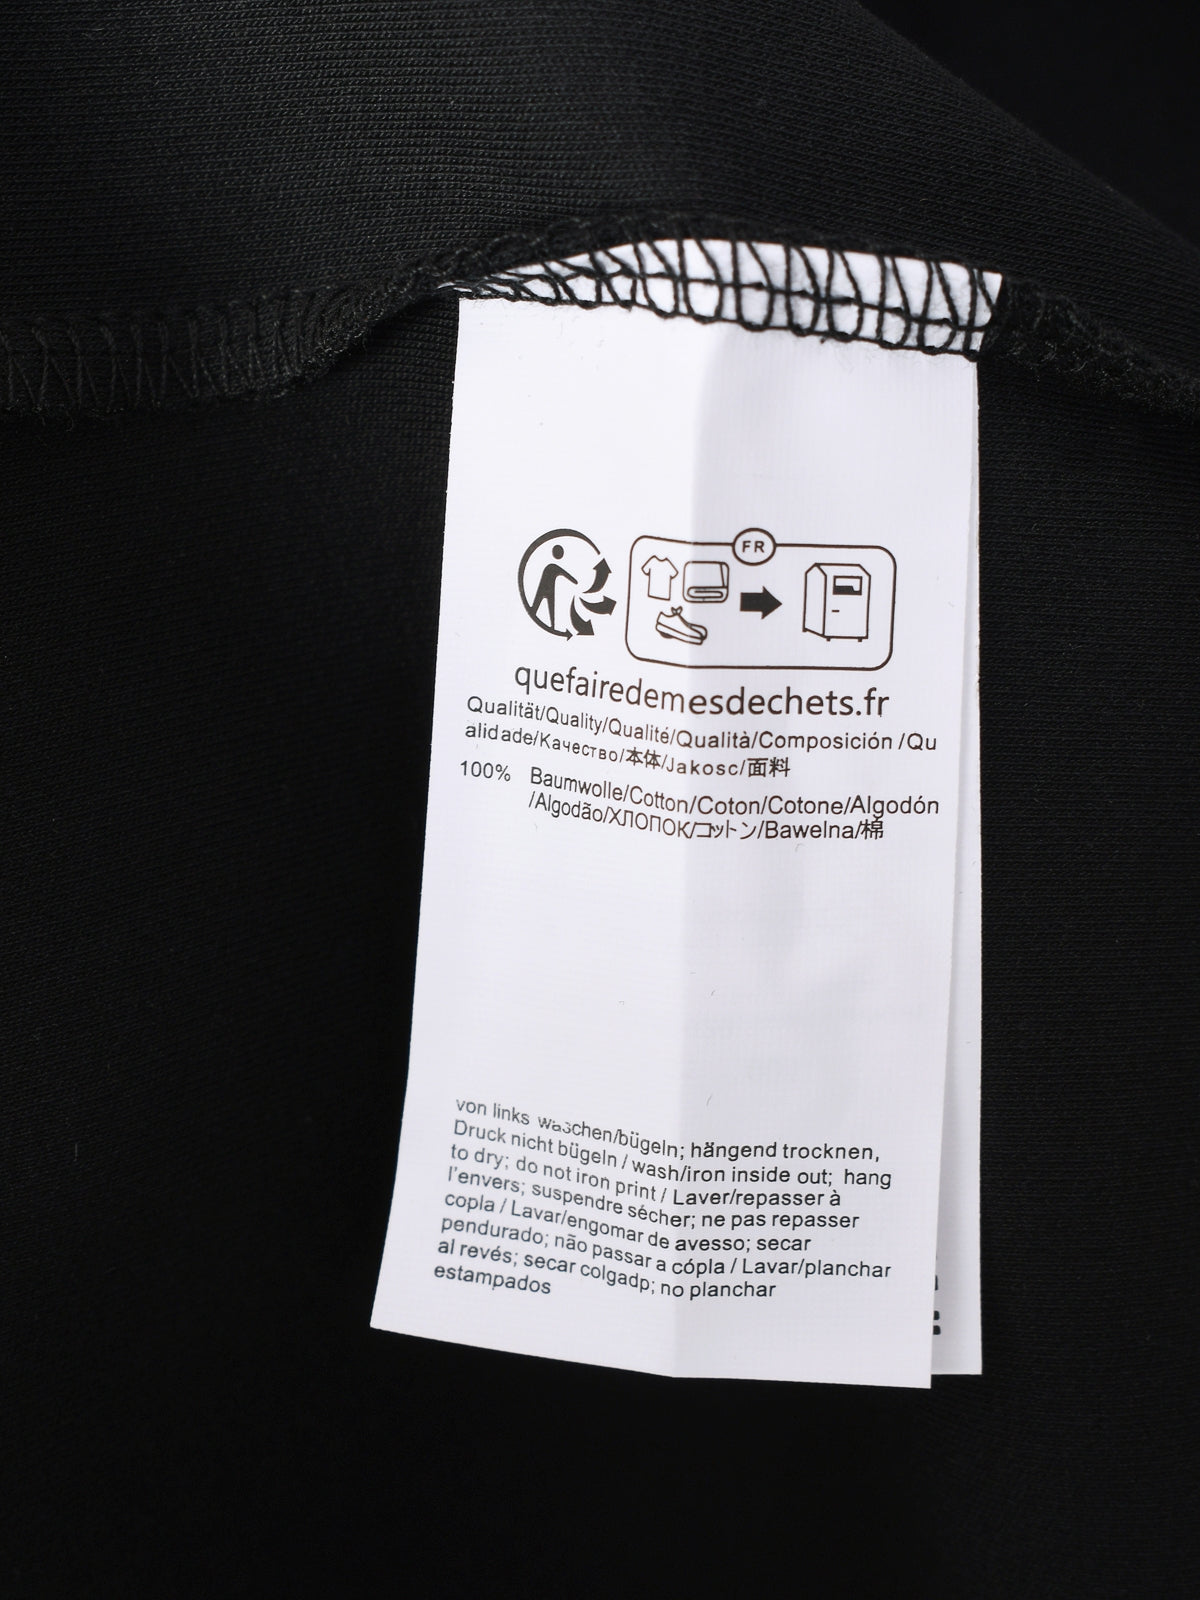 FR
quefairedemesdechets.fr
Qualität/Quality/Qualité/Qualità/Composición /Qu
alidade/Качество/本体/Jakosc/面料
100% Baumwolle/Cotton/Coton/Cotone/Algodón
/Algodão/ХЛОПОК/コットン/Bawelna/棉
von links waschen/bügeln; hängend trocknen,
Druck nicht bügeln / wash/iron inside out; hang
to dry; do not iron print / Laver/repasser à
l'envers; suspendre sécher; ne pas repasser
copla / Lavar/engomar de avesso; secar
pendurado; não passar a cópla / Lavar/planchar
al revés; secar colgadp; no planchar
estampados